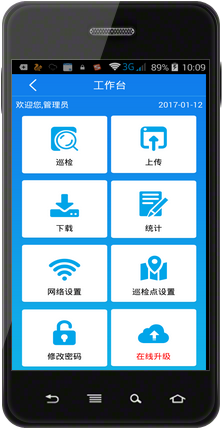 3G 89% 10:09
工作台
欢迎您,管理员 2017-01-12
巡检 上传
下载 统计
网络设置 巡检点设置
修改密码 在线升级